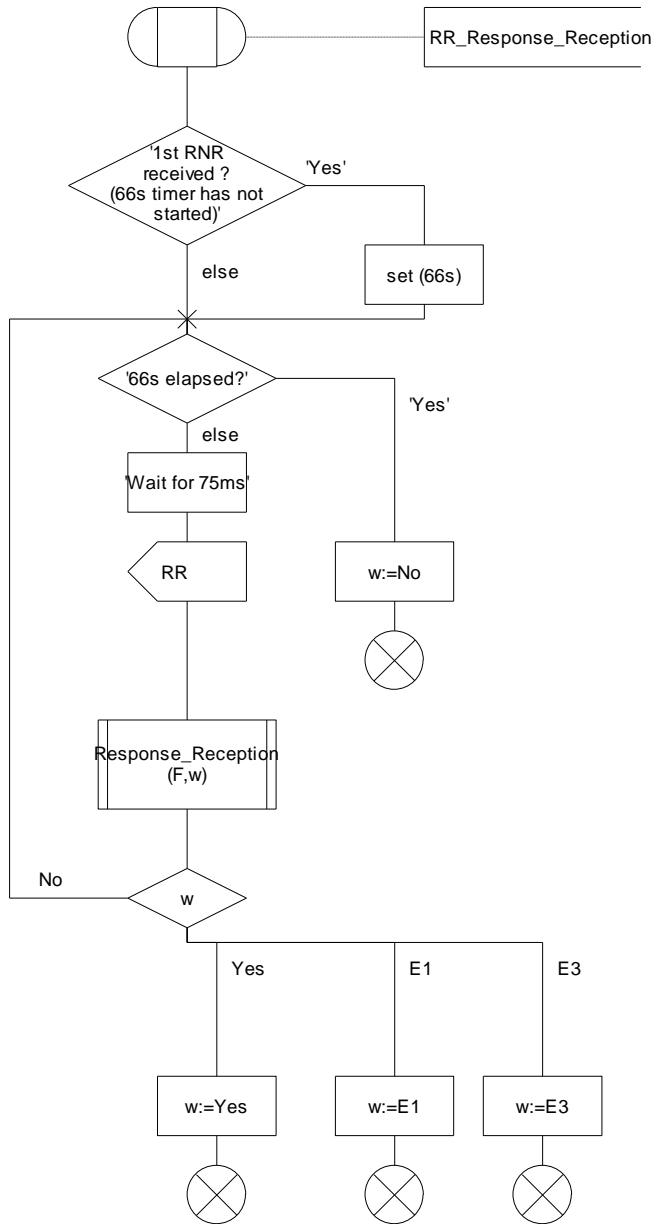 RR_Response_Reception
'1st RNR
received ?
(66s timer has not
started)'
'Yes'
set (66s)
else
'66s elapsed?'
'Yes'
else
'Wait for 75ms'
RR
w:=No
Response_Reception
(F,w)
No
w
Yes
E1
E3
w:=Yes
w:=E1
w:=E3